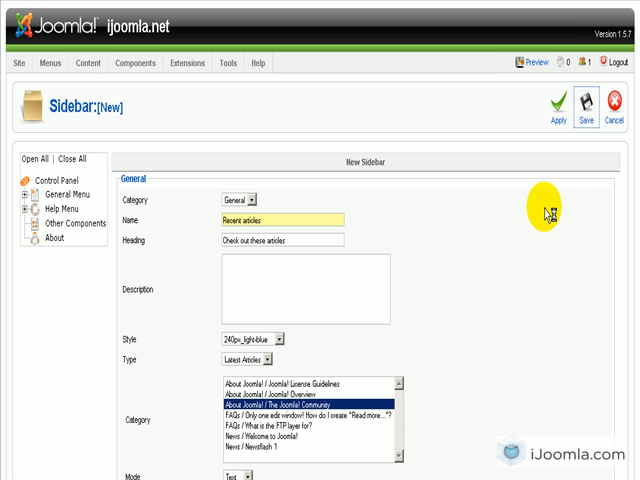 Joomla! ijoomla.net
Version 1.5.7
Site Menus Content Components Extensions Tools Help Preview 0 1 Logout
Sidebar:[New]
Apply Save Cancel
Open All | Close All
Control Panel
General Menu
Help Menu
Other Components
About
New Sidebar
General
Category General
Name Recent articles
Heading Check out these articles
Description
Style 240px_light-blue
Type Latest Articles
Category
About Joomla! / Joomla! License Guidelines
About Joomla! / Joomla! Overview
About Joomla! / The Joomla! Community
FAQs / Only one edit window! How do I create "Read more..."?
FAQs / What is the FTP layer for?
News / Welcome to Joomla!
News / Newsflash 1
Mode Text
iJoomla.com